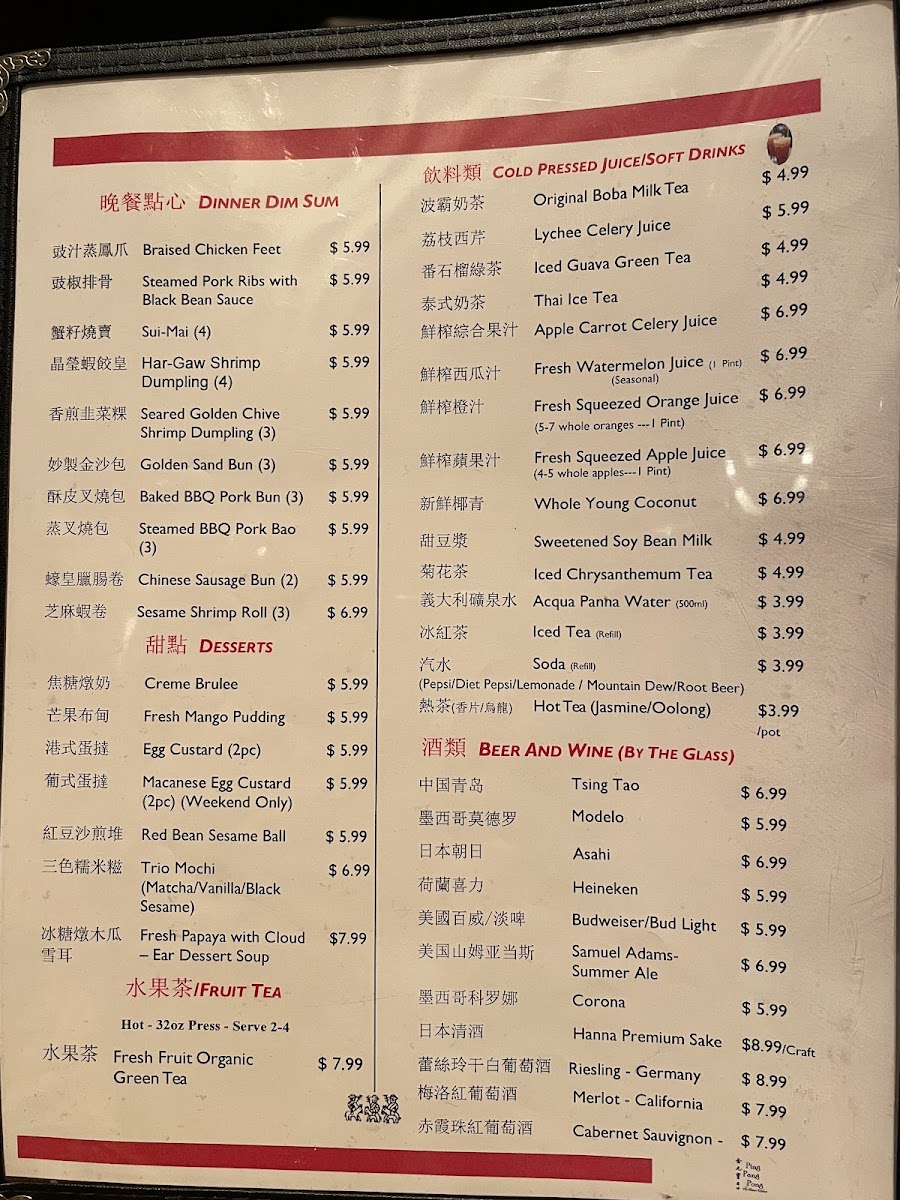 晚餐點心 DINNER DIM SUM
豉汁蒸鳳爪 Braised Chicken Feet $ 5.99
豉椒排骨 Steamed Pork Ribs with $ 5.99
Black Bean Sauce
蟹籽燒賣 Sui-Mai (4) $ 5.99
晶瑩蝦餃皇 Har-Gaw Shrimp $ 5.99
Dumpling (4)
香煎韭菜粿 Seared Golden Chive $ 5.99
Shrimp Dumpling (3)
妙製金沙包 Golden Sand Bun (3) $ 5.99
酥皮叉燒包 Baked BBQ Pork Bun (3) $ 5.99
蒸叉燒包 Steamed BBQ Pork Bao $ 5.99
(3)
蠔皇臘腸卷 Chinese Sausage Bun (2) $ 5.99
芝麻蝦卷 Sesame Shrimp Roll (3) $ 6.99
甜點 DESSERTS
焦糖燉奶 Creme Brulee $ 5.99
芒果布甸 Fresh Mango Pudding $ 5.99
港式蛋撻 Egg Custard (2pc) $ 5.99
葡式蛋撻 Macanese Egg Custard $ 5.99
(2pc) (Weekend Only)
紅豆沙煎堆 Red Bean Sesame Ball $ 5.99
三色糯米糍 Trio Mochi $ 6.99
(Matcha/Vanilla/Black
Sesame)
冰糖燉木瓜 Fresh Papaya with Cloud $7.99
雪耳 – Ear Dessert Soup
水果茶/FRUIT TEA
Hot - 32oz Press - Serve 2-4
水果茶 Fresh Fruit Organic $ 7.99
Green Tea
飲料類 COLD PRESSED JUICE/SOFT DRINKS
波霸奶茶 Original Boba Milk Tea $ 4.99
荔枝西芹 Lychee Celery Juice $ 5.99
番石榴綠茶 Iced Guava Green Tea $ 4.99
泰式奶茶 Thai Ice Tea $ 4.99
鮮榨綜合果汁 Apple Carrot Celery Juice $ 6.99
鮮榨西瓜汁 Fresh Watermelon Juice (1 Pint) $ 6.99
(Seasonal)
鮮榨橙汁 Fresh Squeezed Orange Juice $ 6.99
(5-7 whole oranges ---1 Pint)
鮮榨蘋果汁 Fresh Squeezed Apple Juice $ 6.99
(4-5 whole apples---1 Pint)
新鮮椰青 Whole Young Coconut $ 6.99
甜豆漿 Sweetened Soy Bean Milk $ 4.99
菊花茶 Iced Chrysanthemum Tea $ 4.99
義大利礦泉水 Acqua Panna Water (500ml) $ 3.99
冰紅茶 Iced Tea (Refill) $ 3.99
汽水 Soda (Refill) $ 3.99
(Pepsi/Diet Pepsi/Lemonade / Mountain Dew/Root Beer)
熱茶(香片/烏龍) Hot Tea (Jasmine/Oolong) $3.99
/pot
酒類 BEER AND WINE (BY THE GLASS)
中国青岛 Tsing Tao $ 6.99
墨西哥莫德罗 Modelo $ 5.99
日本朝日 Asahi $ 6.99
荷蘭喜力 Heineken $ 5.99
美國百威/淡啤 Budweiser/Bud Light $ 5.99
美国山姆亚当斯 Samuel Adams- $ 6.99
Summer Ale
墨西哥科罗娜 Corona $ 5.99
日本清酒 Hanna Premium Sake $8.99/Craft
蕾絲玲干白葡萄酒 Riesling - Germany $ 8.99
梅洛紅葡萄酒 Merlot - California $ 7.99
赤霞珠紅葡萄酒 Cabernet Sauvignon - $ 7.99
Ping
Pang
Pong